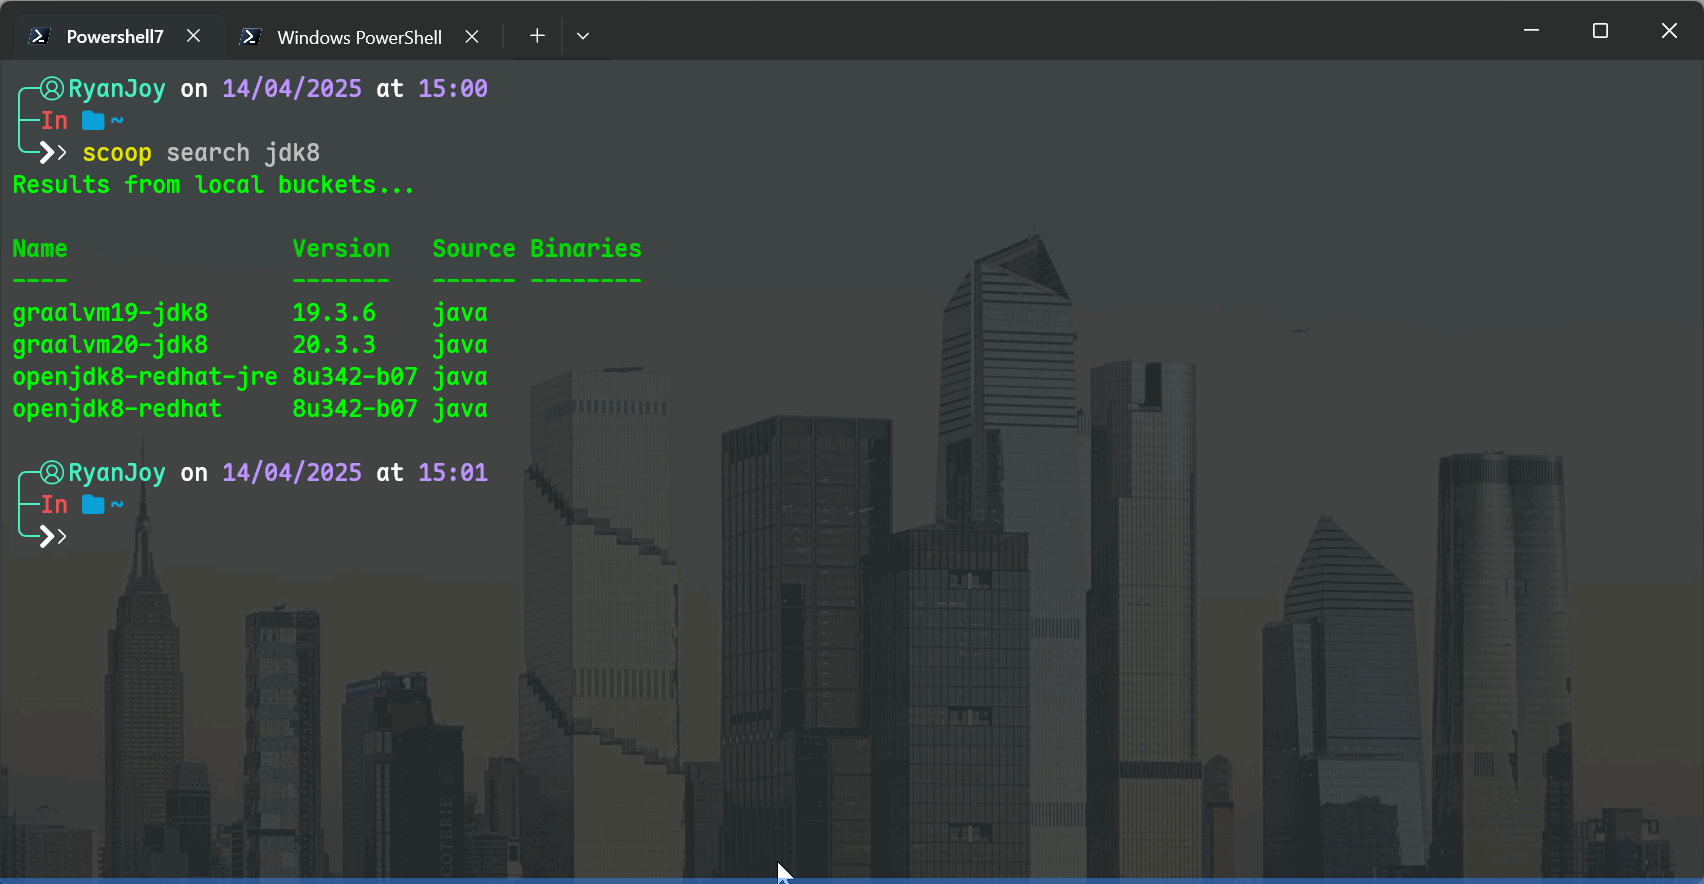 Powershell7
Windows PowerShell
RyanJoy on 14/04/2025 at 15:00
In ~
scoop search jdk8
Results from local buckets...
Name Version Source Binaries
---- ------- ------ --------
graalvm19-jdk8 19.3.6 java
graalvm20-jdk8 20.3.3 java
openjdk8-redhat-jre 8u342-b07 java
openjdk8-redhat 8u342-b07 java
RyanJoy on 14/04/2025 at 15:01
In ~
COTERIE